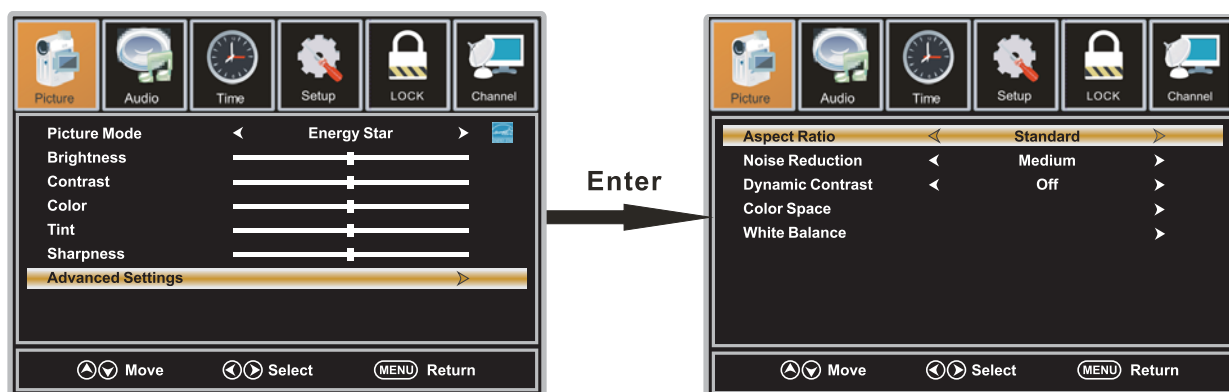 Picture Audio Time Setup LOCK Channel
Picture Mode Energy Star
Brightness
Contrast
Color
Tint
Sharpness
Advanced Settings
Move Select MENU Return
Enter
Picture Audio Time Setup LOCK Channel
Aspect Ratio Standard
Noise Reduction Medium
Dynamic Contrast Off
Color Space
White Balance
Move Select MENU Return